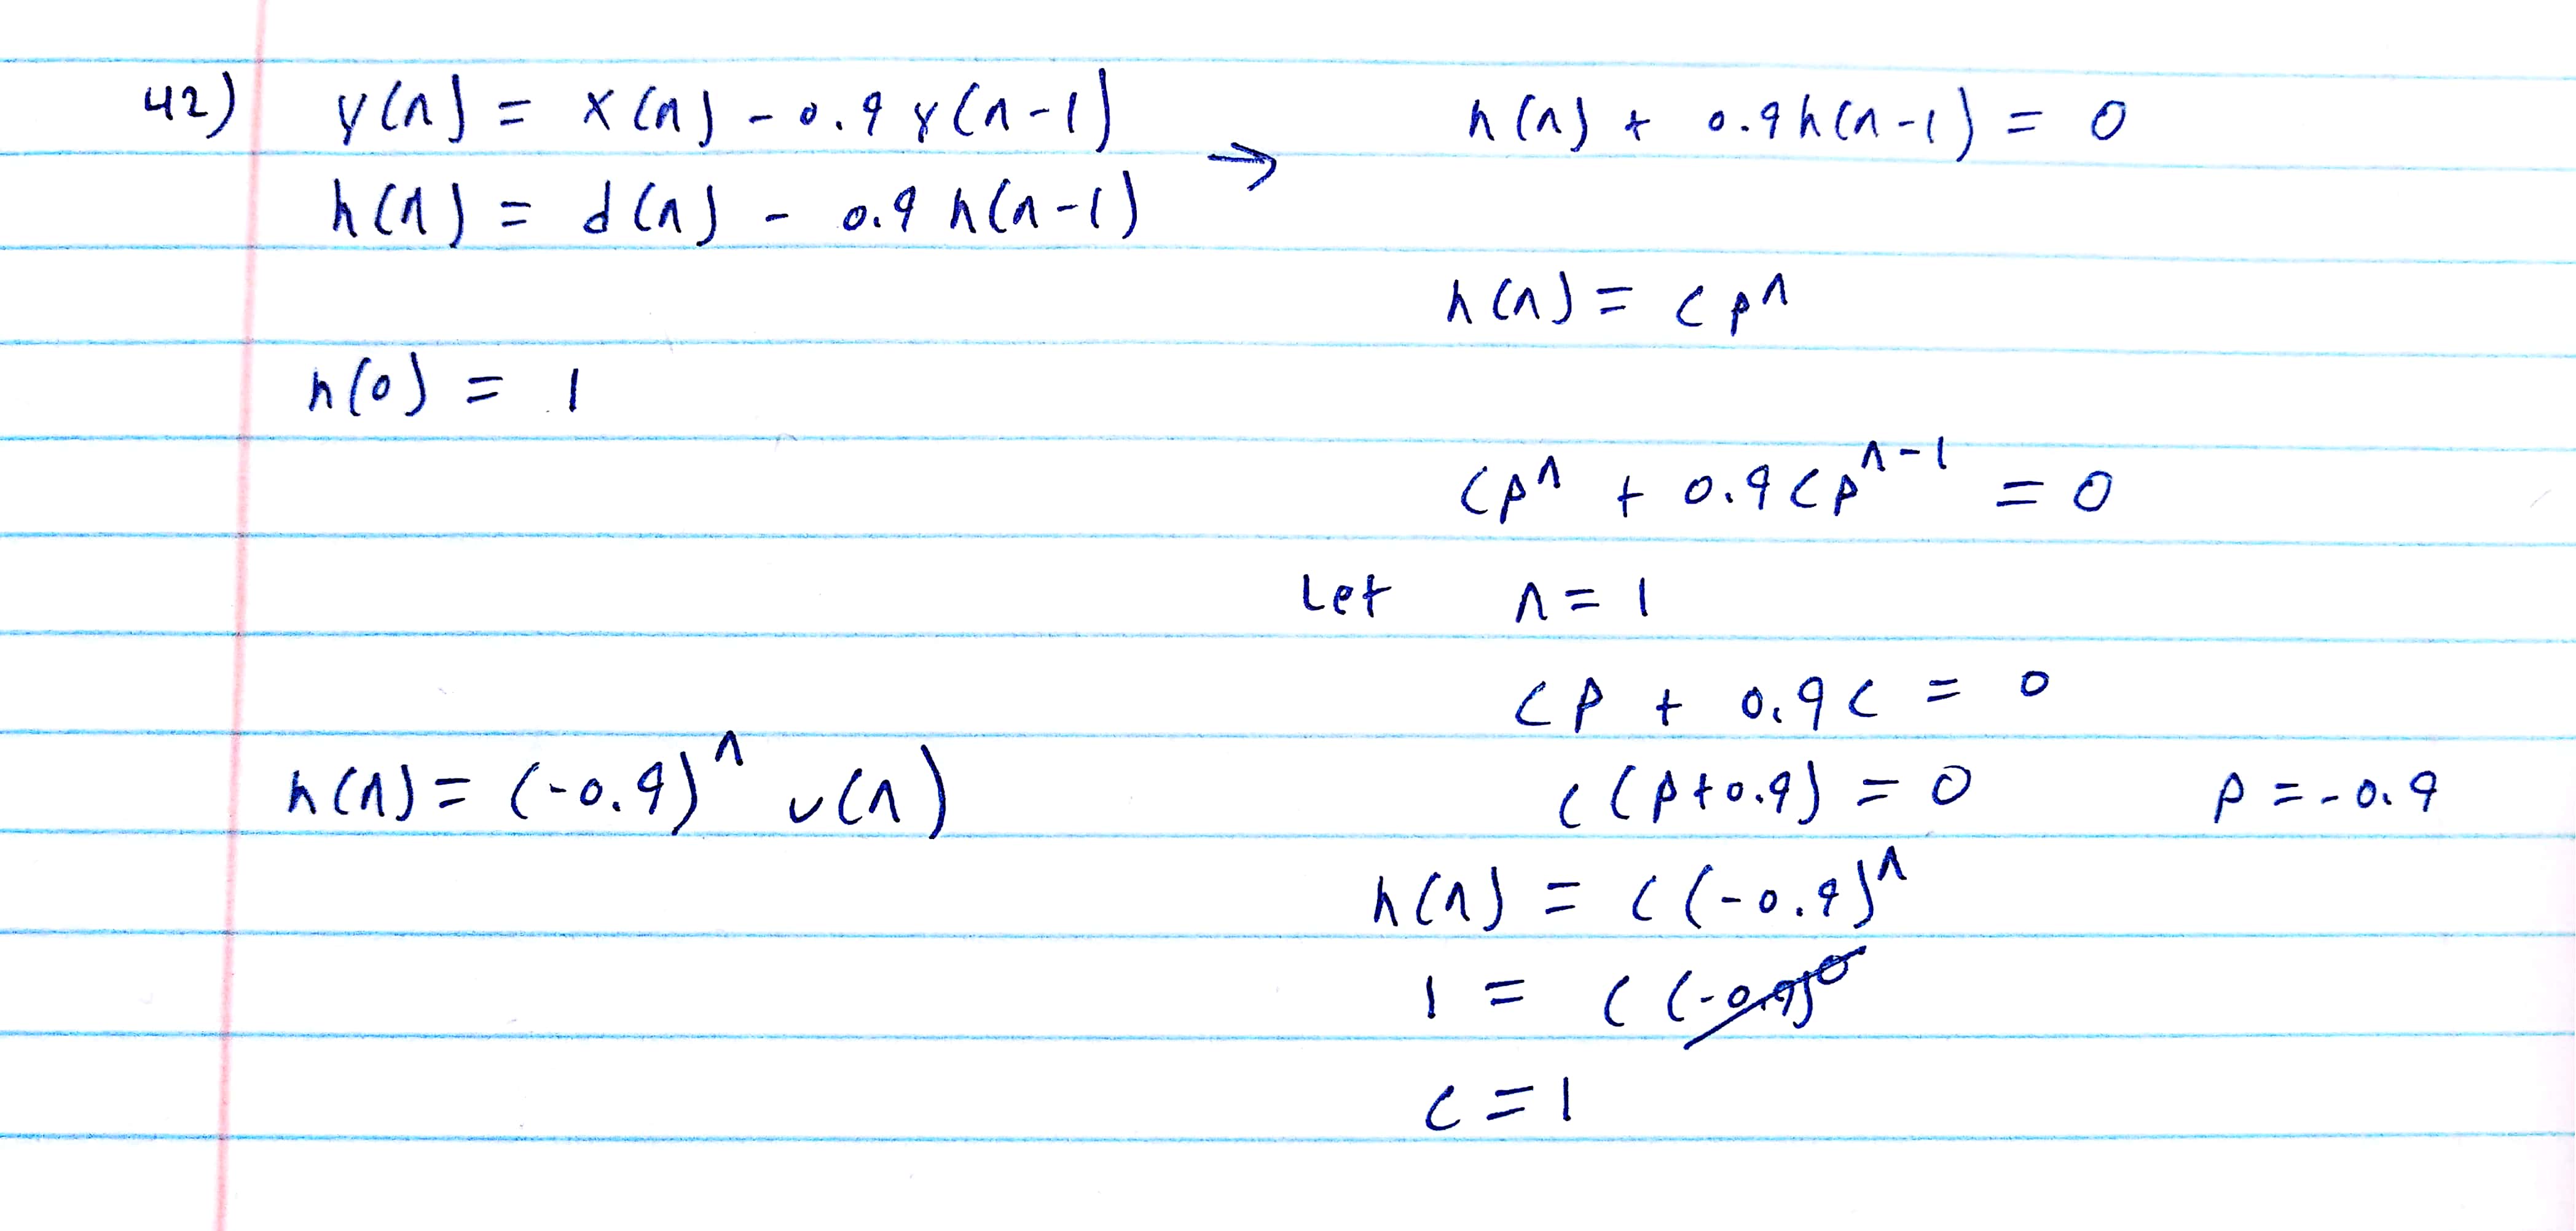 42) y(n) = x(n) - 0.9 y(n-1)
h(n) = d(n) - 0.9 h(n-1)
→ h(n) + 0.9h(n-1) = 0
h(n) = cp^n
h(0) = 1
cp^n + 0.9cp^n-1 = 0
Let n = 1
cp + 0.9c = 0
h(n) = (-0.9)^n u(n)
c(p+0.9) = 0 p = -0.9
h(n) = c(-0.9)^n
1 = c(-0.9)^0
c = 1